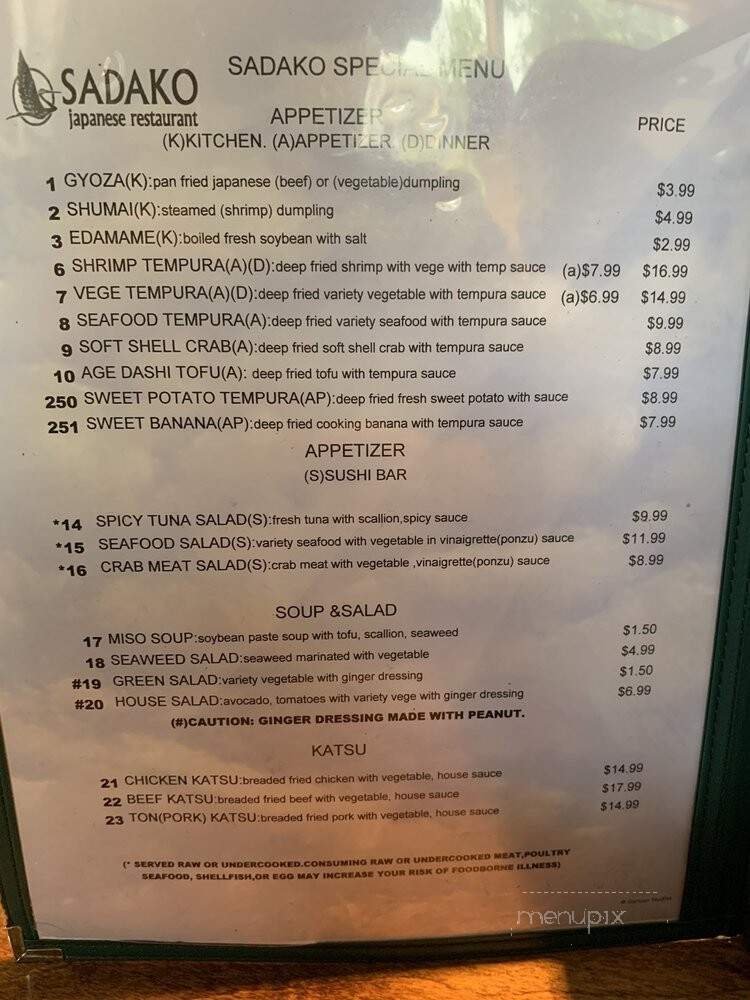 SADAKO
japanese restaurant
SADAKO SPECIAL MENU
APPETIZER
(K)KITCHEN. (A)APPETIZER. (D)DINNER
PRICE
1 GYOZA(K):pan fried japanese (beef) or (vegetable)dumpling $3.99
2 SHUMAI(K):steamed (shrimp) dumpling $4.99
3 EDAMAME(K):boiled fresh soybean with salt $2.99
6 SHRIMP TEMPURA(A)(D):deep fried shrimp with vege with temp sauce (a)$7.99 $16.99
7 VEGE TEMPURA(A)(D):deep fried variety vegetable with tempura sauce (a)$6.99 $14.99
8 SEAFOOD TEMPURA(A):deep fried variety seafood with tempura sauce $9.99
9 SOFT SHELL CRAB(A):deep fried soft shell crab with tempura sauce $8.99
10 AGE DASHI TOFU(A): deep fried tofu with tempura sauce $7.99
250 SWEET POTATO TEMPURA(AP):deep fried fresh sweet potato with sauce $8.99
251 SWEET BANANA(AP):deep fried cooking banana with tempura sauce $7.99
APPETIZER
(S)SUSHI BAR
*14 SPICY TUNA SALAD(S):fresh tuna with scallion,spicy sauce $9.99
*15 SEAFOOD SALAD(S):variety seafood with vegetable in vinaigrette(ponzu) sauce $11.99
*16 CRAB MEAT SALAD(S):crab meat with vegetable ,vinaigrette(ponzu) sauce $8.99
SOUP &SALAD
17 MISO SOUP:soybean paste soup with tofu, scallion, seaweed $1.50
18 SEAWEED SALAD:seaweed marinated with vegetable $4.99
#19 GREEN SALAD:variety vegetable with ginger dressing $1.50
#20 HOUSE SALAD:avocado, tomatoes with variety vege with ginger dressing $6.99
(#)CAUTION: GINGER DRESSING MADE WITH PEANUT.
KATSU
21 CHICKEN KATSU:breaded fried chicken with vegetable, house sauce $14.99
22 BEEF KATSU:breaded fried beef with vegetable, house sauce $17.99
23 TON(PORK) KATSU:breaded fried pork with vegetable, house sauce $14.99
(* SERVED RAW OR UNDERCOOKED.CONSUMING RAW OR UNDERCOOKED MEAT,POULTRY
SEAFOOD, SHELLFISH,OR EGG MAY INCREASE YOUR RISK OF FOODBORNE ILLNESS)
menupix